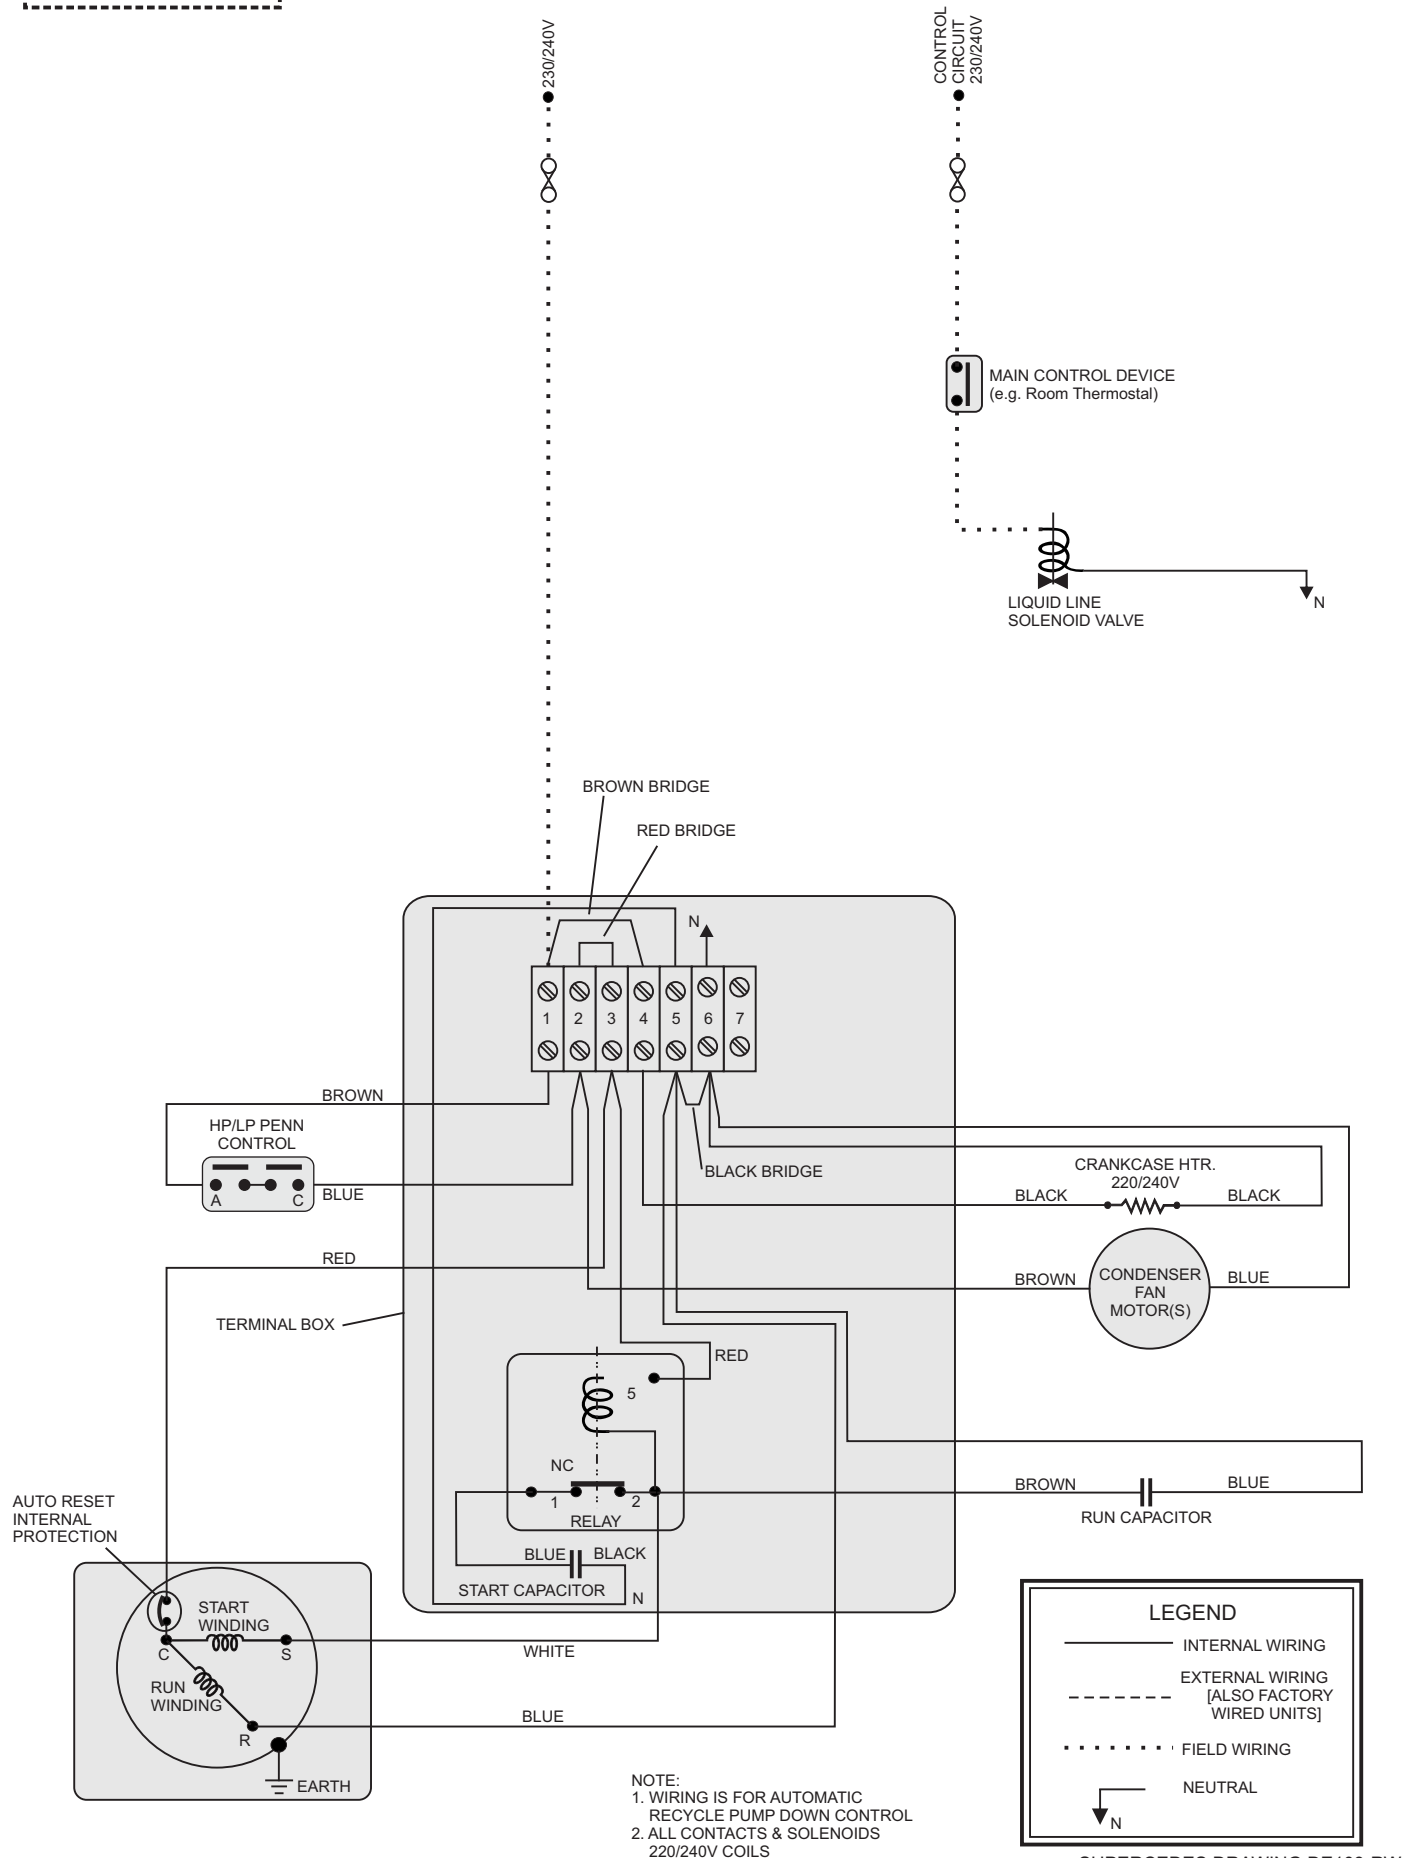 230/240V
CONTROL
CIRCUIT
230/240V
MAIN CONTROL DEVICE
(e.g. Room Thermostal)
LIQUID LINE
SOLENOID VALVE
N
BROWN BRIDGE
RED BRIDGE
N
1 2 3 4 5 6 7
BROWN
HP/LP PENN
CONTROL
A C
BLUE
BLACK BRIDGE
CRANKCASE HTR.
220/240V
BLACK
BLACK
RED
BROWN
CONDENSER
FAN
MOTOR(S)
BLUE
TERMINAL BOX
RED
5
NC
1 2
RELAY
BROWN
BLUE
RUN CAPACITOR
AUTO RESET
INTERNAL
PROTECTION
BLUE
BLACK
START CAPACITOR
N
START
WINDING
C
S
WHITE
RUN
WINDING
R
BLUE
EARTH
NOTE:
1. WIRING IS FOR AUTOMATIC
RECYCLE PUMP DOWN CONTROL
2. ALL CONTACTS & SOLENOIDS
220/240V COILS
LEGEND
INTERNAL WIRING
EXTERNAL WIRING
[ALSO FACTORY
WIRED UNITS]
FIELD WIRING
NEUTRAL
N